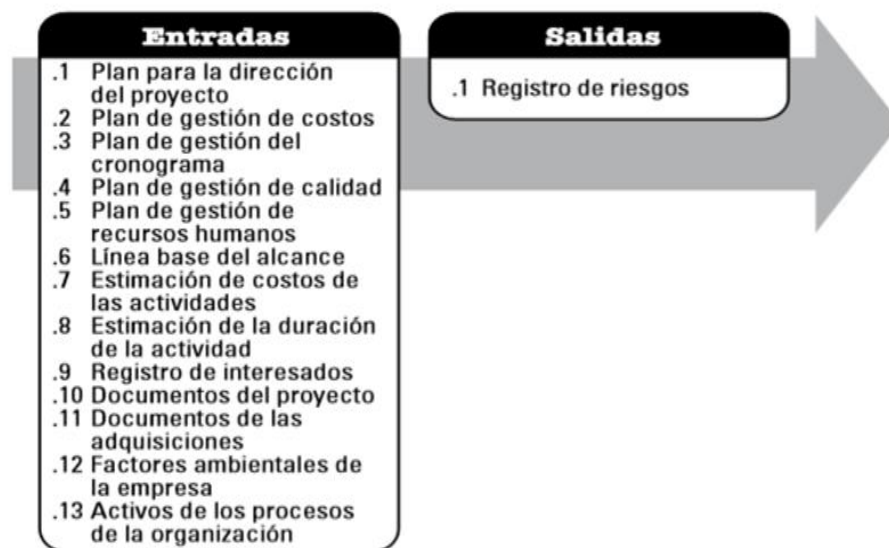 Entradas
.1 Plan para la dirección
del proyecto
.2 Plan de gestión de costos
.3 Plan de gestión del
cronograma
.4 Plan de gestión de calidad
.5 Plan de gestión de
recursos humanos
.6 Línea base del alcance
.7 Estimación de costos de
las actividades
.8 Estimación de la duración
de la actividad
.9 Registro de interesados
.10 Documentos del proyecto
.11 Documentos de las
adquisiciones
.12 Factores ambientales de
la empresa
.13 Activos de los procesos
de la organización
Salidas
.1 Registro de riesgos